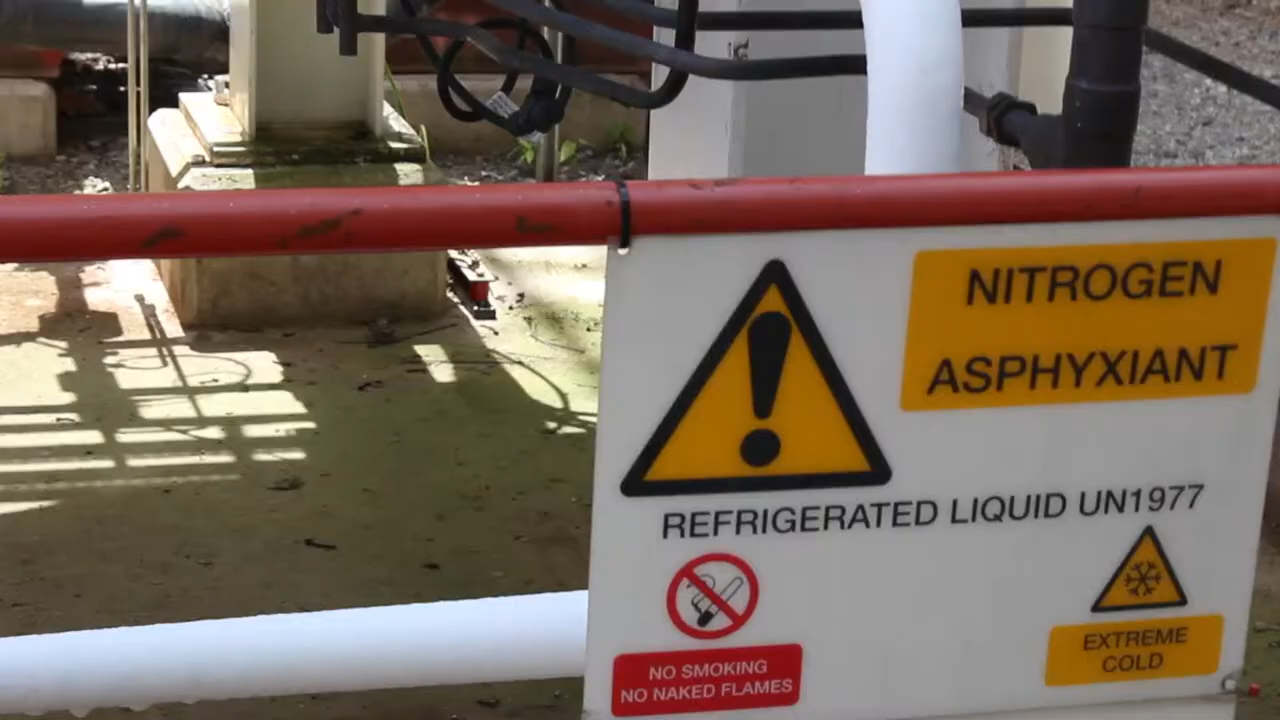 NITROGEN
ASPHYXIANT
REFRIGERATED LIQUID UN1977
NO SMOKING
NO NAKED FLAMES
EXTREME
COLD